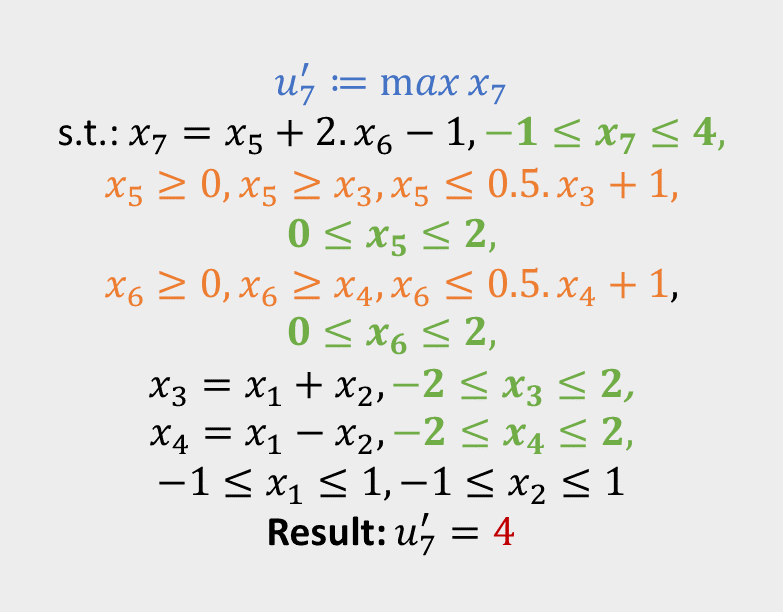 u′₇ ≔ max x₇
s.t.: x₇ = x₅ + 2. x₆ − 1, −1 ≤ x₇ ≤ 4,
x₅ ≥ 0, x₅ ≥ x₃, x₅ ≤ 0.5. x₃ + 1,
0 ≤ x₅ ≤ 2,
x₆ ≥ 0, x₆ ≥ x₄, x₆ ≤ 0.5. x₄ + 1,
0 ≤ x₆ ≤ 2,
x₃ = x₁ + x₂, −2 ≤ x₃ ≤ 2,
x₄ = x₁ − x₂, −2 ≤ x₄ ≤ 2,
−1 ≤ x₁ ≤ 1, −1 ≤ x₂ ≤ 1
Result: u′₇ = 4